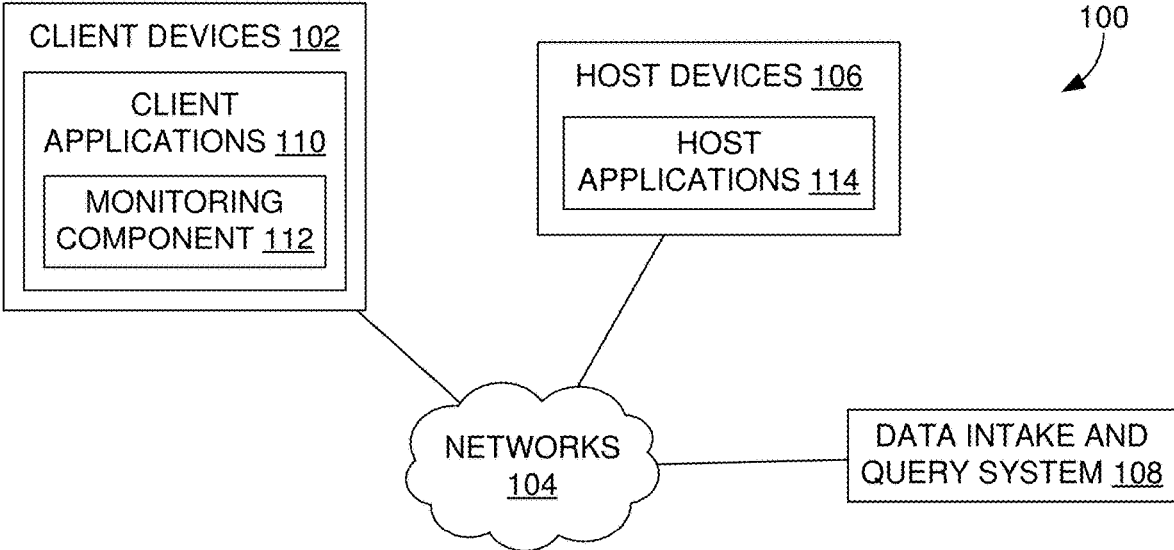 100
CLIENT DEVICES 102
CLIENT
APPLICATIONS 110
MONITORING
COMPONENT 112
HOST DEVICES 106
HOST
APPLICATIONS 114
NETWORKS
104
DATA INTAKE AND
QUERY SYSTEM 108